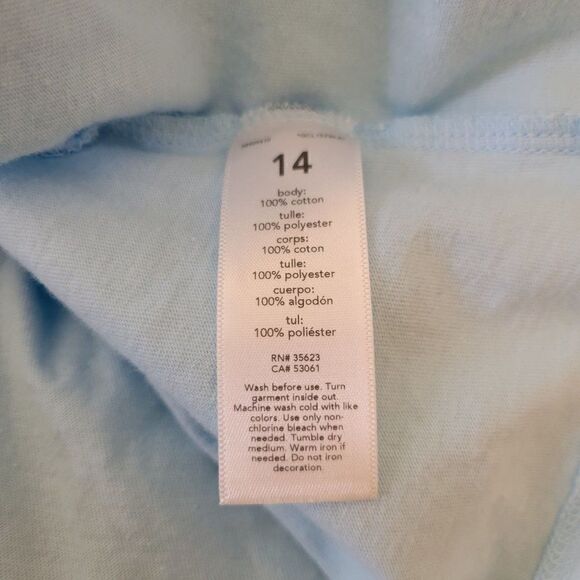 14
body:
100% cotton
tulle:
100% polyester
corps:
100% coton
tulle:
100% polyester
cuerpo:
100% algodón
tul:
100% poliéster
RN# 35623
CA# 53061
Wash before use. Turn
garment inside out.
Machine wash cold with like
colors. Use only non-
chlorine bleach when
needed. Tumble dry
medium. Warm iron if
needed. Do not iron
decoration.